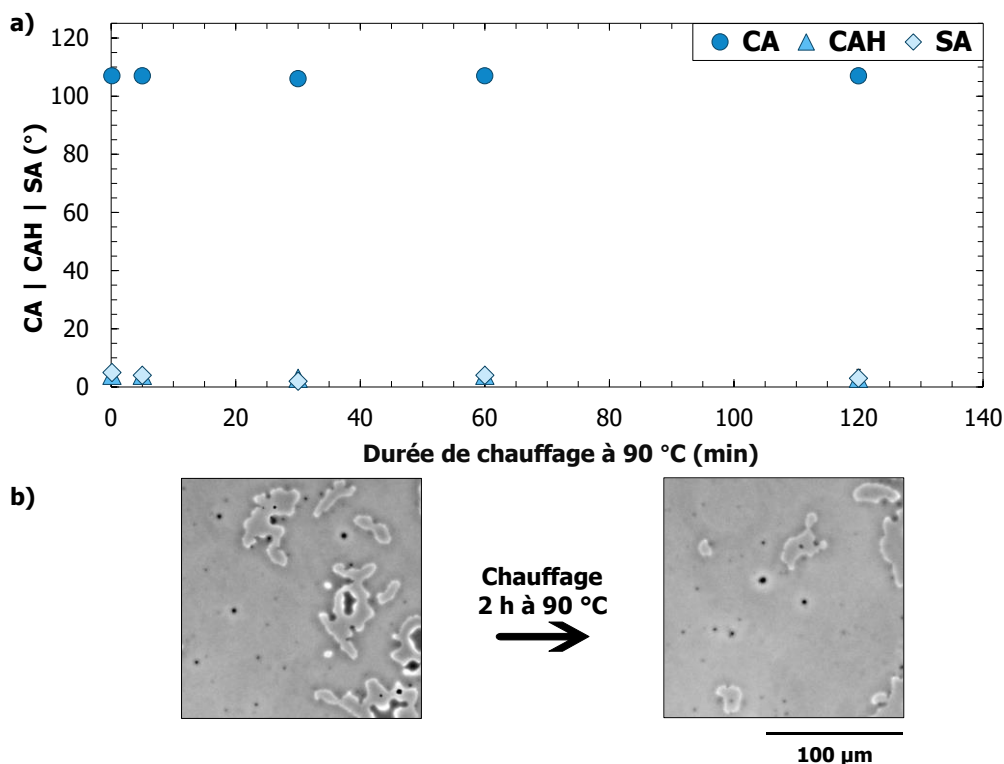 a)
120
100
80
60
40
20
0
CA | CAH | SA (°)
CA CAH SA
0 20 40 60 80 100 120 140
Durée de chauffage à 90 °C (min)
b)
Chauffage
2 h à 90 °C
100 µm